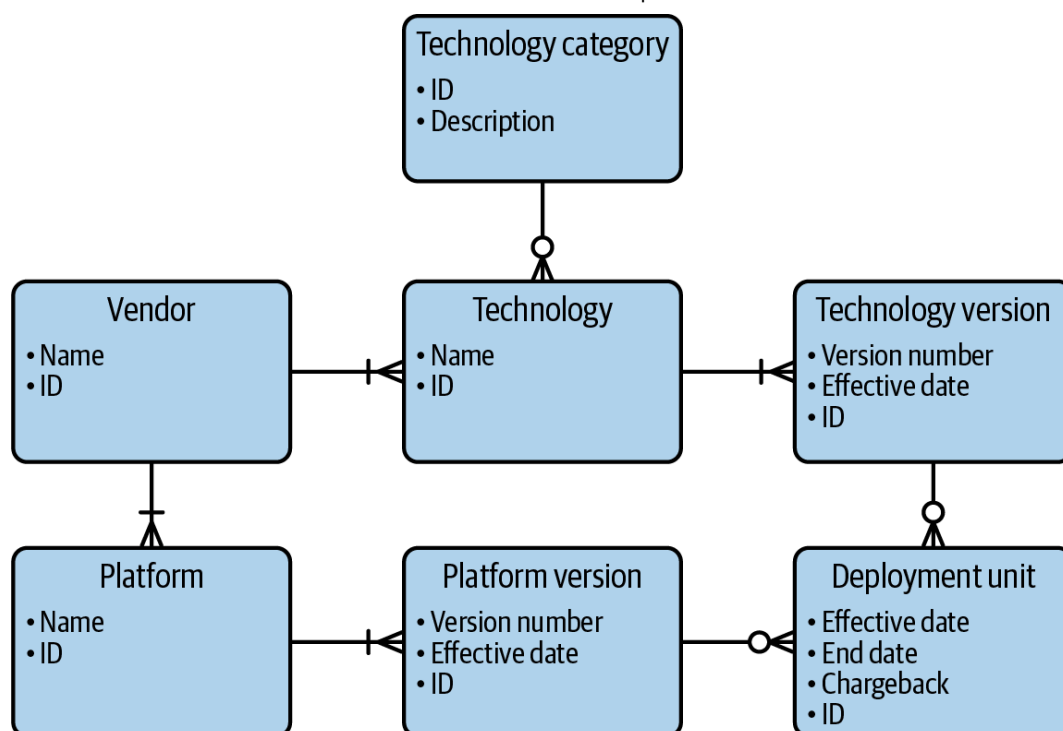 Technology category
• ID
• Description
Vendor
• Name
• ID
Technology
• Name
• ID
Technology version
• Version number
• Effective date
• ID
Platform
• Name
• ID
Platform version
• Version number
• Effective date
• ID
Deployment unit
• Effective date
• End date
• Chargeback
• ID